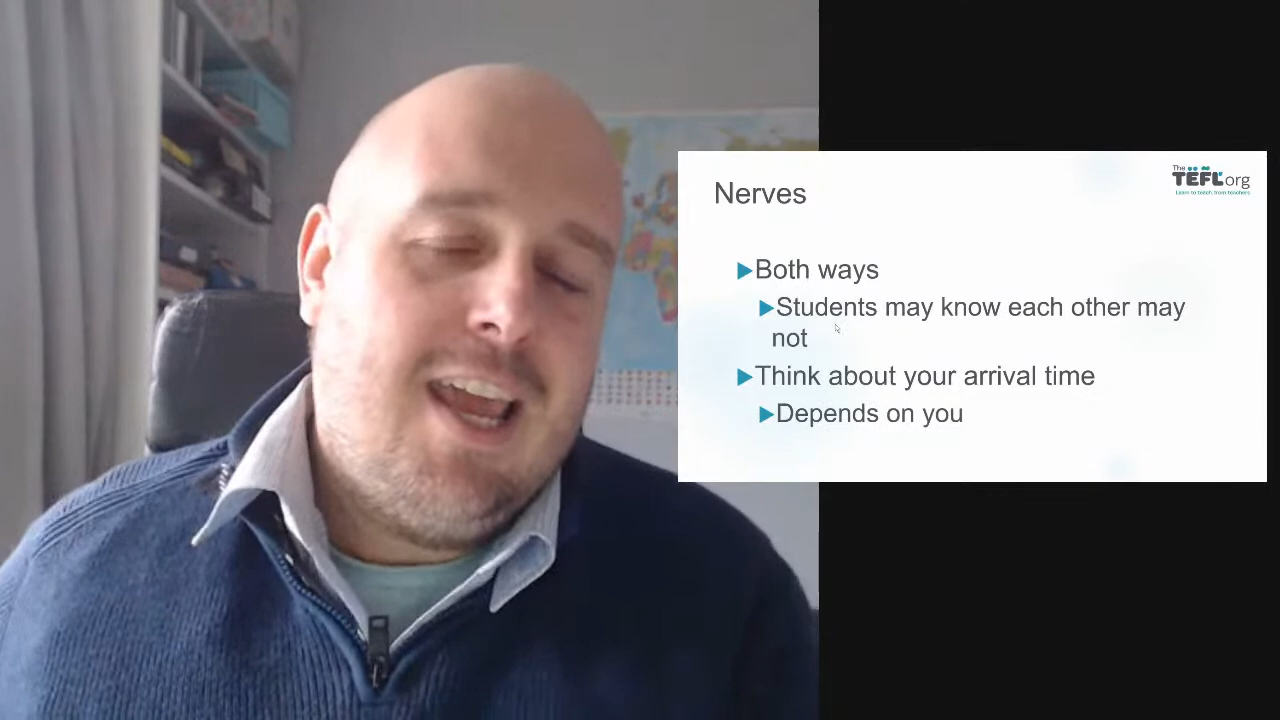 The
TEFL.org
Learn to teach, from teachers
Nerves
Both ways
Students may know each other may
not
Think about your arrival time
Depends on you